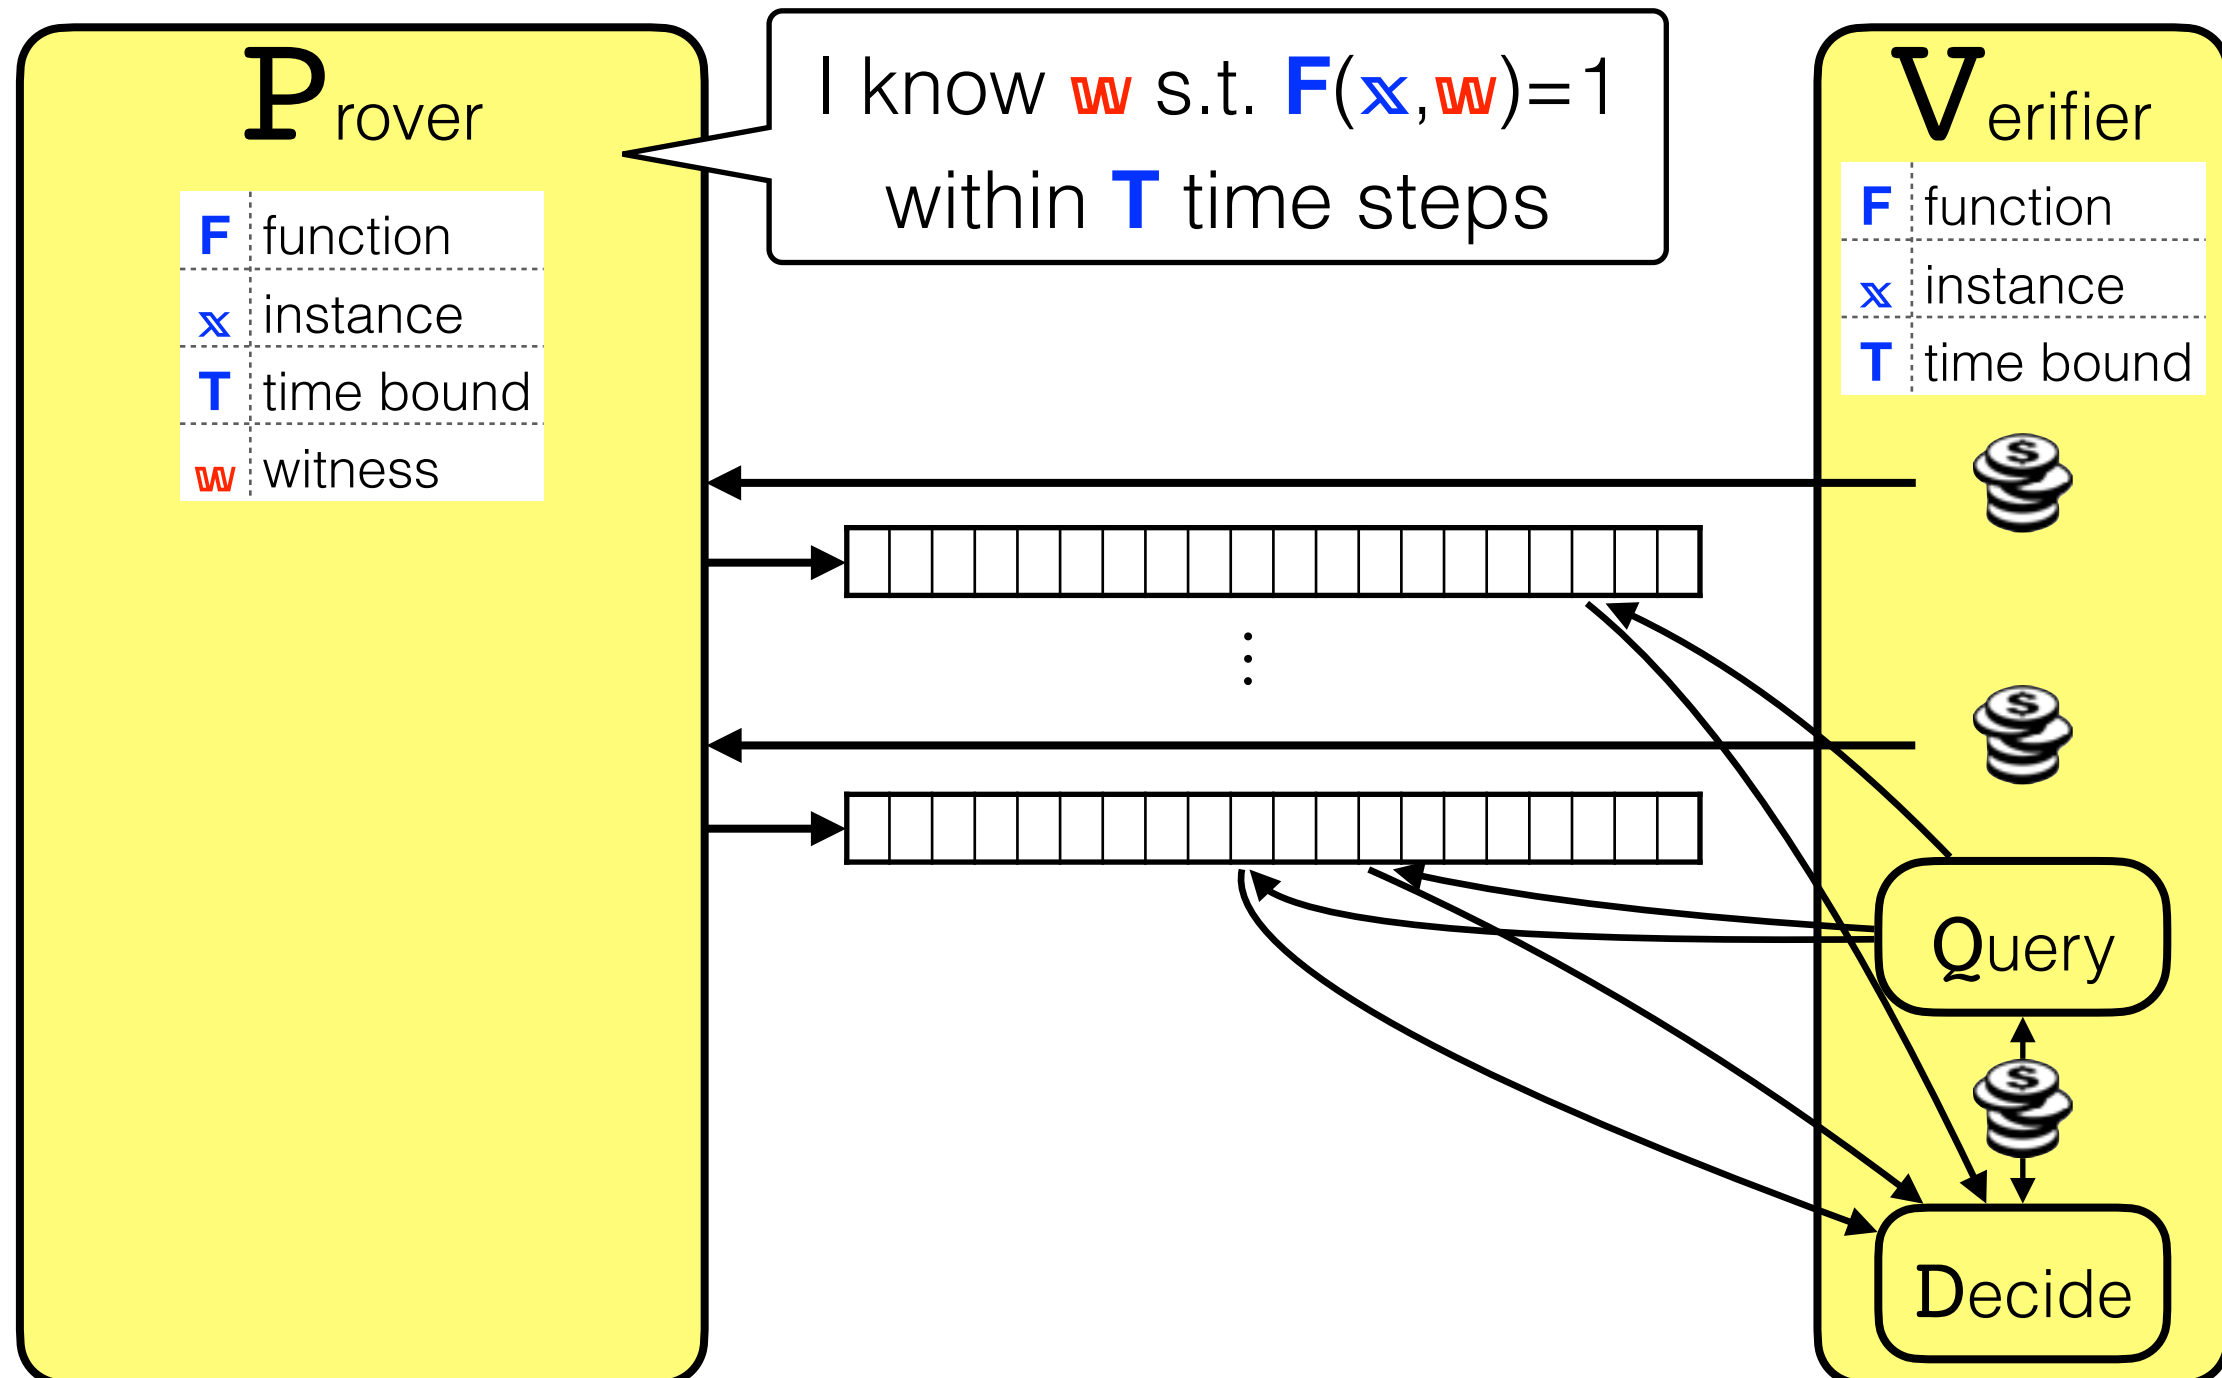 Prover
F function
𝕩 instance
T time bound
𝕨 witness
I know 𝕨 s.t. F(𝕩,𝕨)=1
within T time steps
Verifier
F function
𝕩 instance
T time bound
$
⋮
$
Query
$
Decide